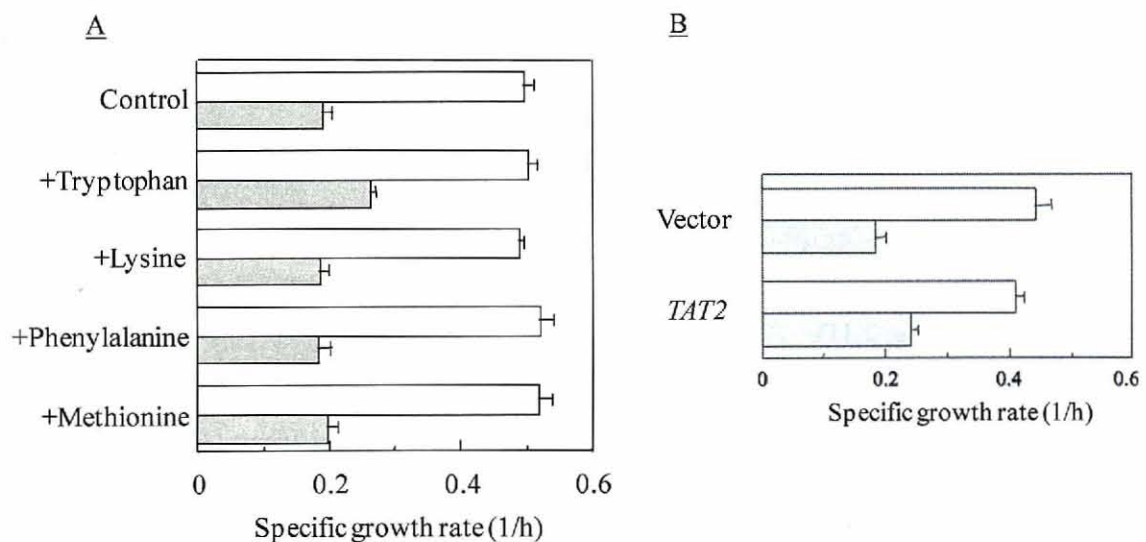 A
Control
+Tryptophan
+Lysine
+Phenylalanine
+Methionine
0 0.2 0.4 0.6
Specific growth rate (1/h)
B
Vector
TAT2
0 0.2 0.4 0.6
Specific growth rate (1/h)